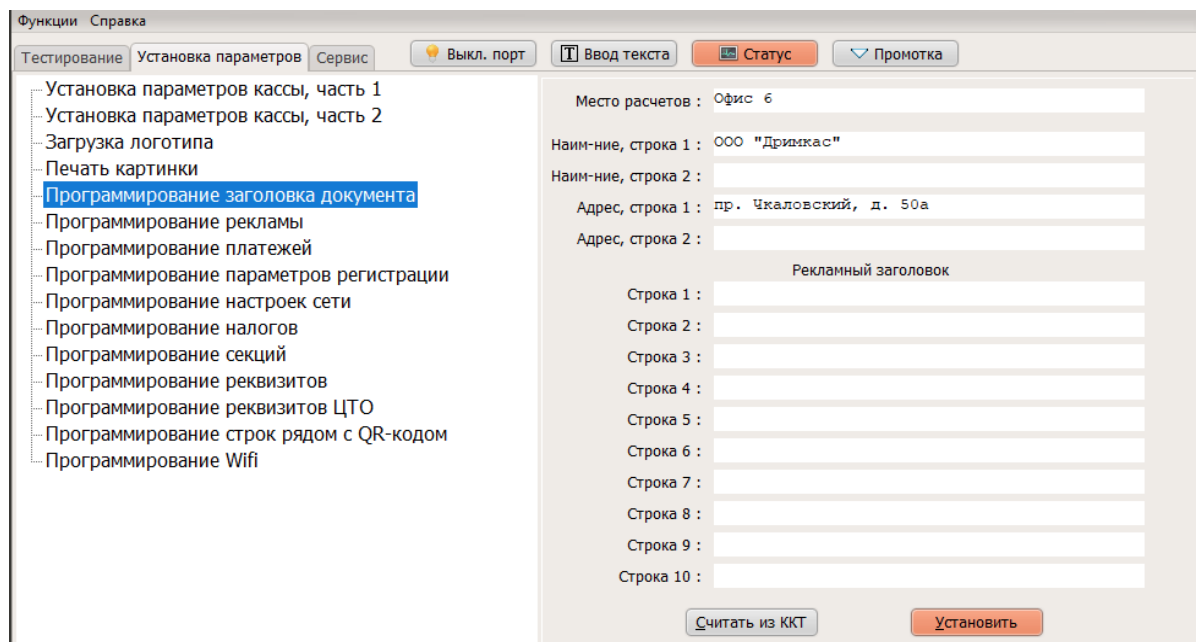 Функции Справка
Тестирование Установка параметров Сервис Выкл. порт Ввод текста Статус Промотка
Установка параметров кассы, часть 1
Установка параметров кассы, часть 2
Загрузка логотипа
Печать картинки
Программирование заголовка документа
Программирование рекламы
Программирование платежей
Программирование параметров регистрации
Программирование настроек сети
Программирование налогов
Программирование секций
Программирование реквизитов
Программирование реквизитов ЦТО
Программирование строк рядом с QR-кодом
Программирование Wifi
Место расчетов : Офис 6
Наим-ние, строка 1 : ООО "Дримкас"
Наим-ние, строка 2 :
Адрес, строка 1 : пр. Чкаловский, д. 50а
Адрес, строка 2 :
Рекламный заголовок
Строка 1 :
Строка 2 :
Строка 3 :
Строка 4 :
Строка 5 :
Строка 6 :
Строка 7 :
Строка 8 :
Строка 9 :
Строка 10 :
Считать из ККТ Установить